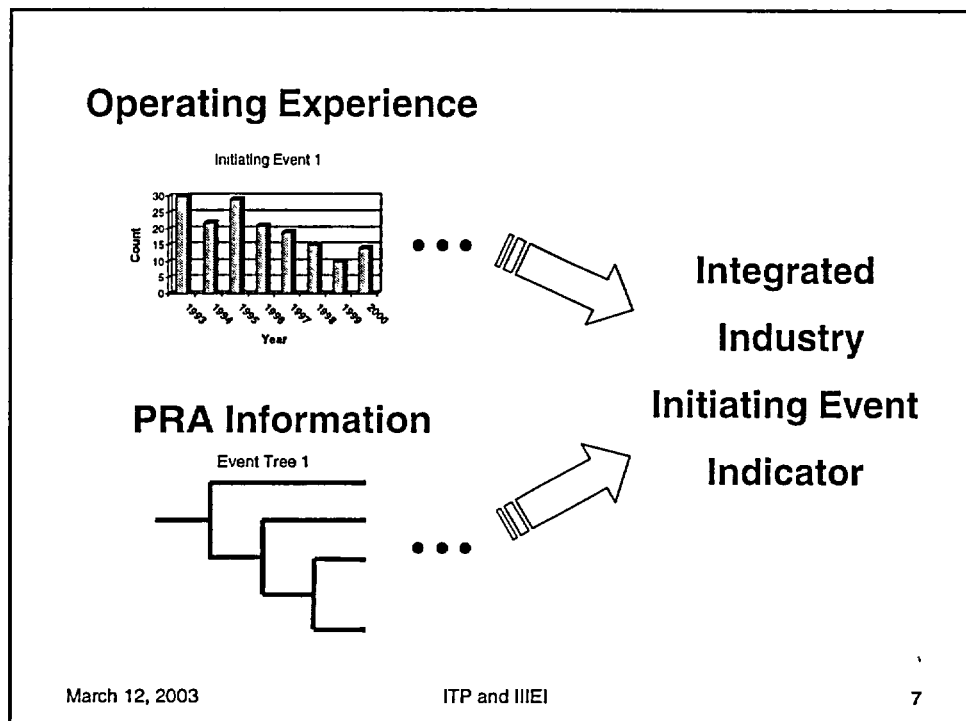 Operating Experience
Initiating Event 1
30
25
20
15
10
5
0
Count
1993
1994
1995
1996
1997
1998
1999
2000
Year
PRA Information
Event Tree 1
Integrated
Industry
Initiating Event
Indicator
March 12, 2003
ITP and IIIEI
7